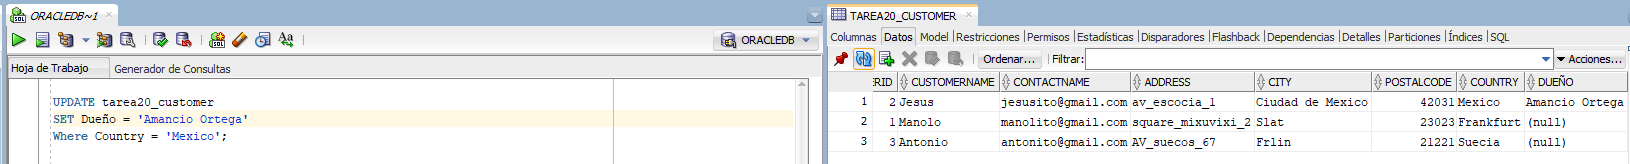 ORACLEDB~1
SQL
ORACLEDB
Hoja de Trabajo Generador de Consultas
UPDATE tarea20_customer
SET Dueño = 'Amancio Ortega'
Where Country = 'Mexico';
TAREA20_CUSTOMER
Columnas Datos Model Restricciones Permisos Estadísticas Disparadores Flashback Dependencias Detalles Particiones Índices SQL
Ordenar... Filtrar: Acciones...
ERID CUSTOMERNAME CONTACTNAME ADDRESS CITY POSTALCODE COUNTRY DUEÑO
1 2 Jesus jesusito@gmail.com av_escocia_1 Ciudad de Mexico 42031 Mexico Amancio Ortega
2 1 Manolo manolito@gmail.com square_mixuvixi_2 Slat 23023 Frankfurt (null)
3 3 Antonio antonito@gmail.com AV_suecos_67 Frlin 21221 Suecia (null)